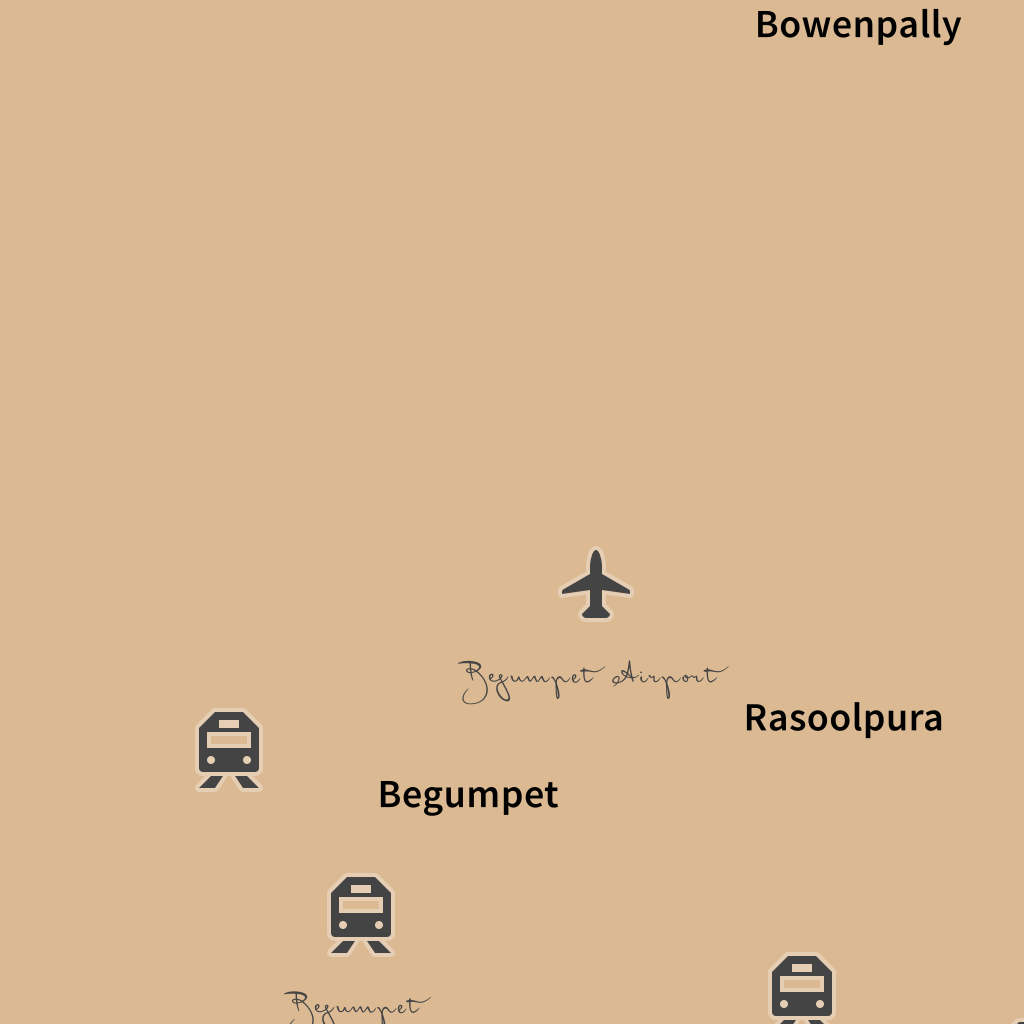 Bowenpally
Begumpet Airport
Rasoolpura
Begumpet
Begumpet